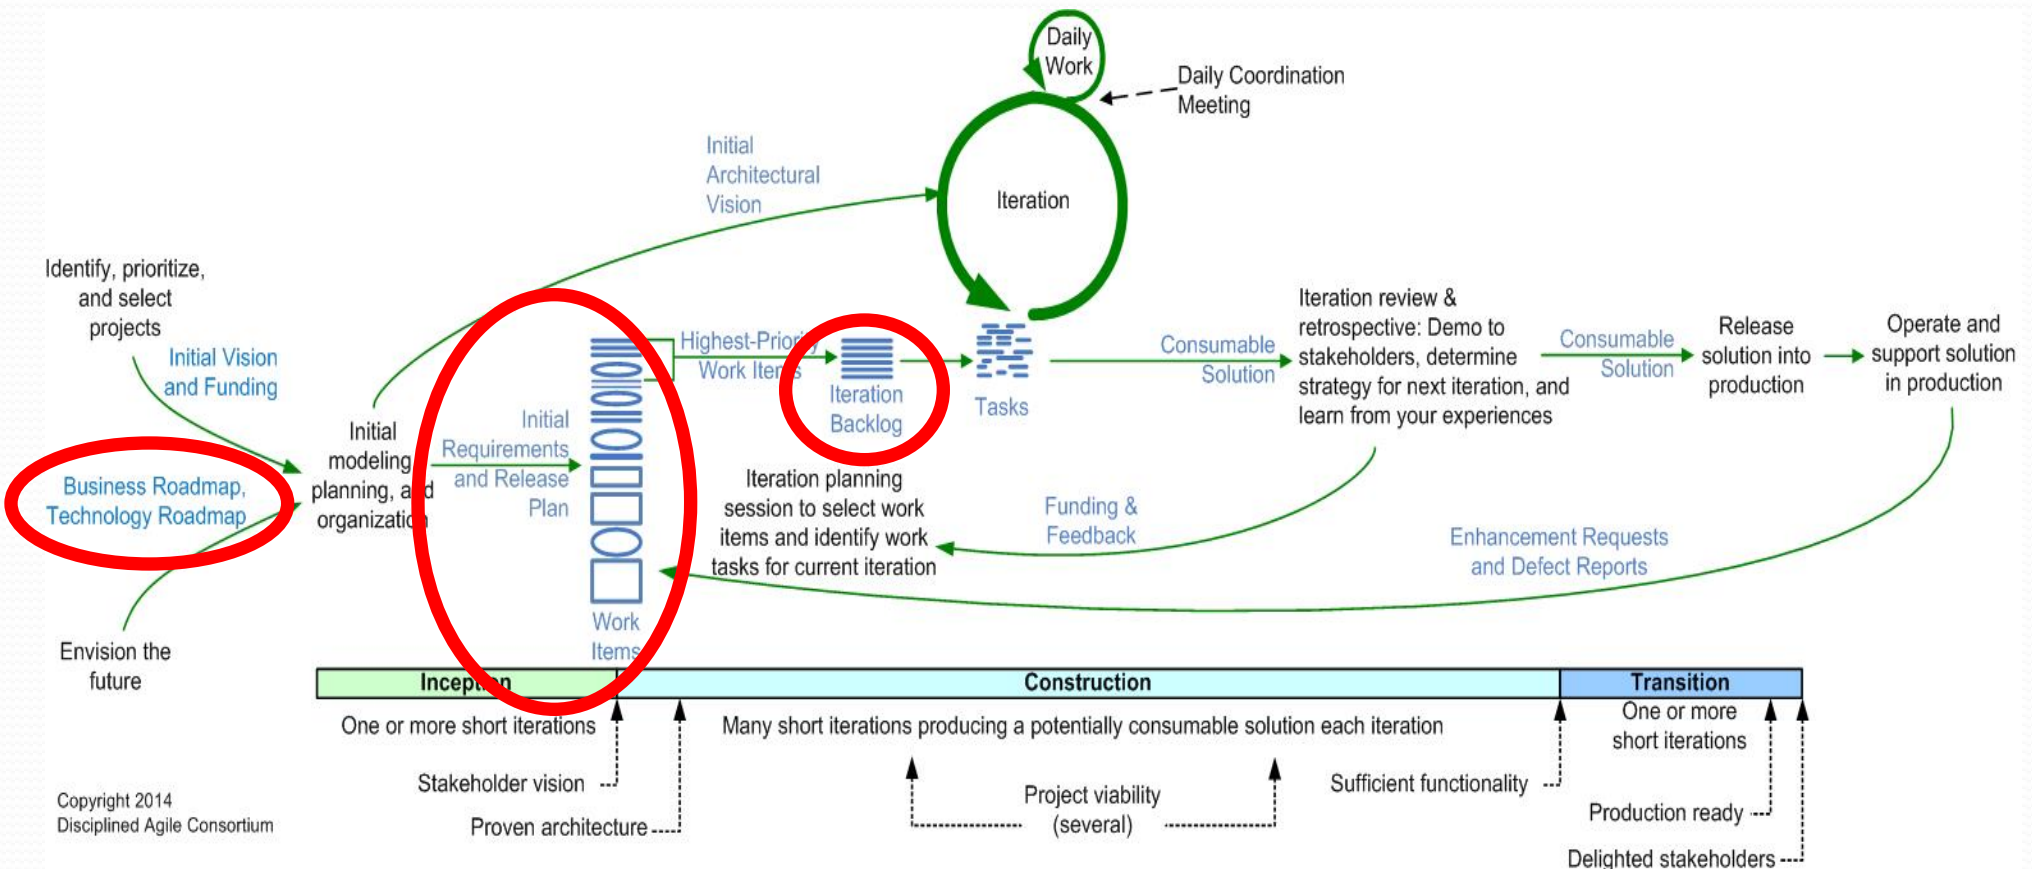 Daily
Work
Daily Coordination
Meeting
Initial
Architectural
Vision
Iteration
Identify, prioritize,
and select
projects
Initial Vision
and Funding
Business Roadmap,
Technology Roadmap
Envision the
future
Initial
modeling,
planning, and
organization
Initial
Requirements
and Release
Plan
Work
Items
Highest-Priority
Work Items
Iteration
Backlog
Tasks
Iteration planning
session to select work
items and identify work
tasks for current iteration
Consumable
Solution
Iteration review &
retrospective: Demo to
stakeholders, determine
strategy for next iteration, and
learn from your experiences
Funding &
Feedback
Consumable
Solution
Release
solution into
production
Operate and
support solution
in production
Enhancement Requests
and Defect Reports
Inception
Construction
Transition
One or more short iterations
Many short iterations producing a potentially consumable solution each iteration
One or more
short iterations
Stakeholder vision
Proven architecture
Project viability
(several)
Sufficient functionality
Production ready
Delighted stakeholders
Copyright 2014
Disciplined Agile Consortium